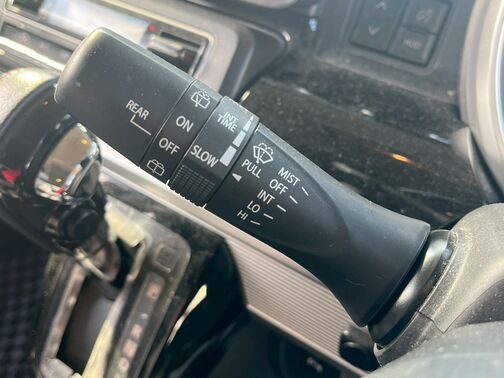 REAR
ON
OFF
INT
TIME
SLOW
PULL
MIST
OFF
INT
LO
HI